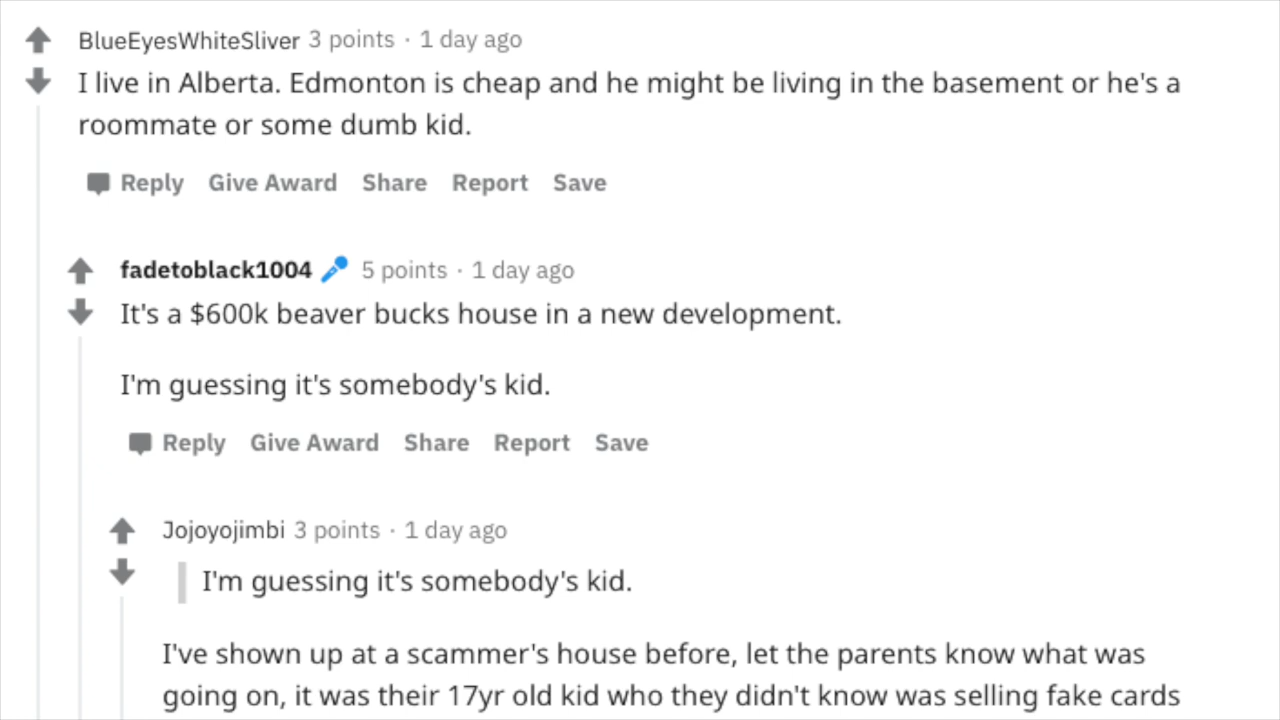 BlueEyesWhiteSliver 3 points · 1 day ago
I live in Alberta. Edmonton is cheap and he might be living in the basement or he's a
roommate or some dumb kid.
Reply Give Award Share Report Save
fadetoblack1004 5 points · 1 day ago
It's a $600k beaver bucks house in a new development.
I'm guessing it's somebody's kid.
Reply Give Award Share Report Save
Jojoyojimbi 3 points · 1 day ago
I'm guessing it's somebody's kid.
I've shown up at a scammer's house before, let the parents know what was
going on, it was their 17yr old kid who they didn't know was selling fake cards